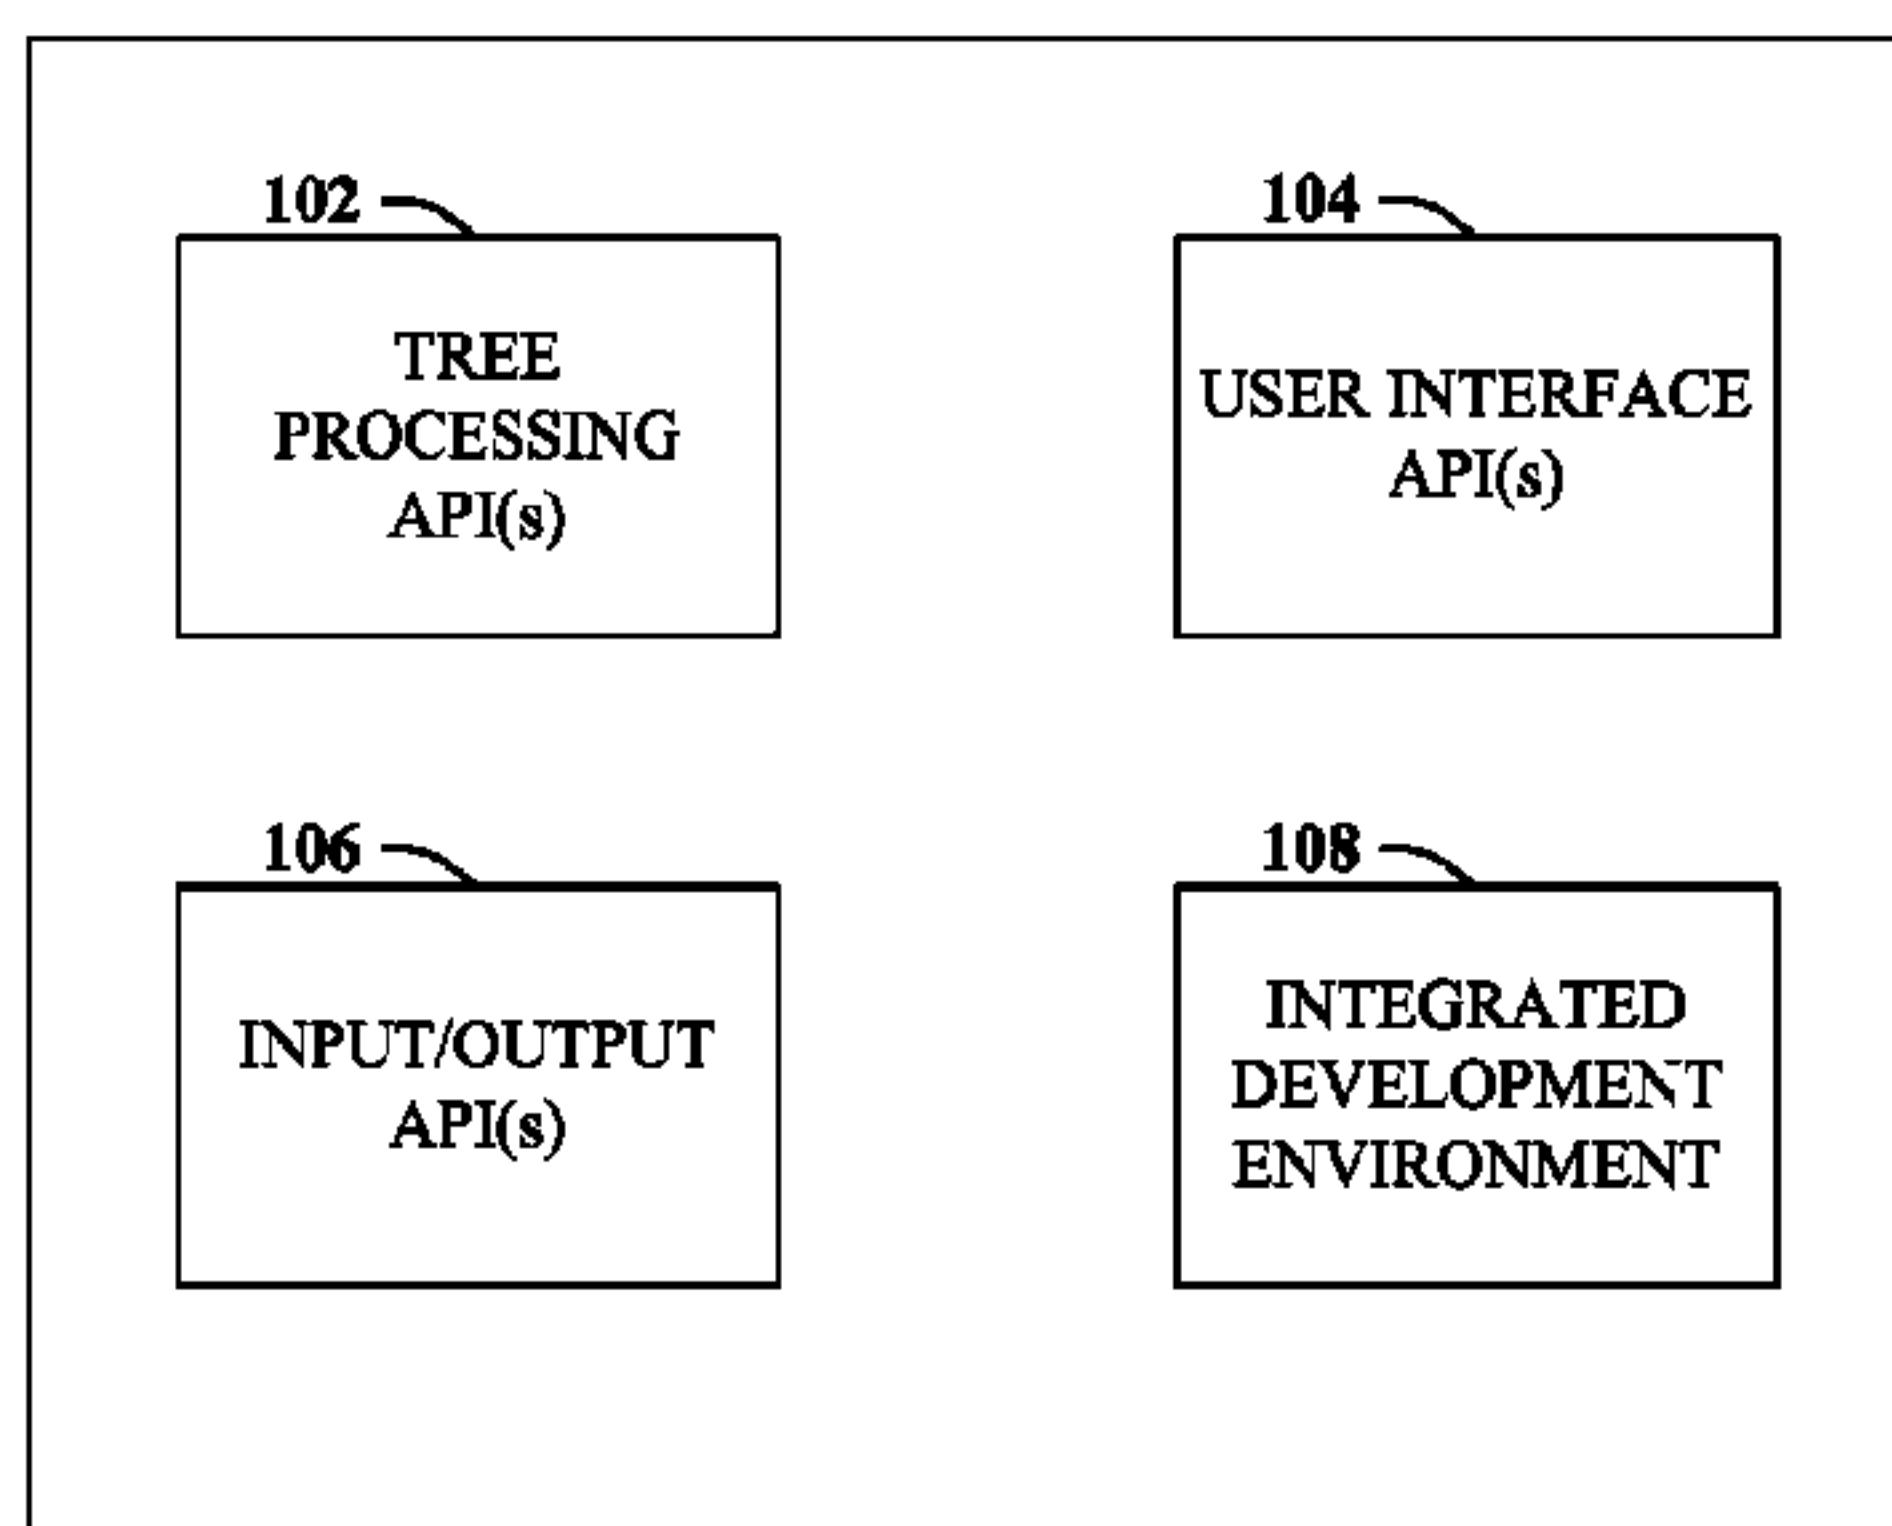 102
TREE
PROCESSING
API(s)
104
USER INTERFACE
API(s)
106
INPUT/OUTPUT
API(s)
108
INTEGRATED
DEVELOPMENT
ENVIRONMENT